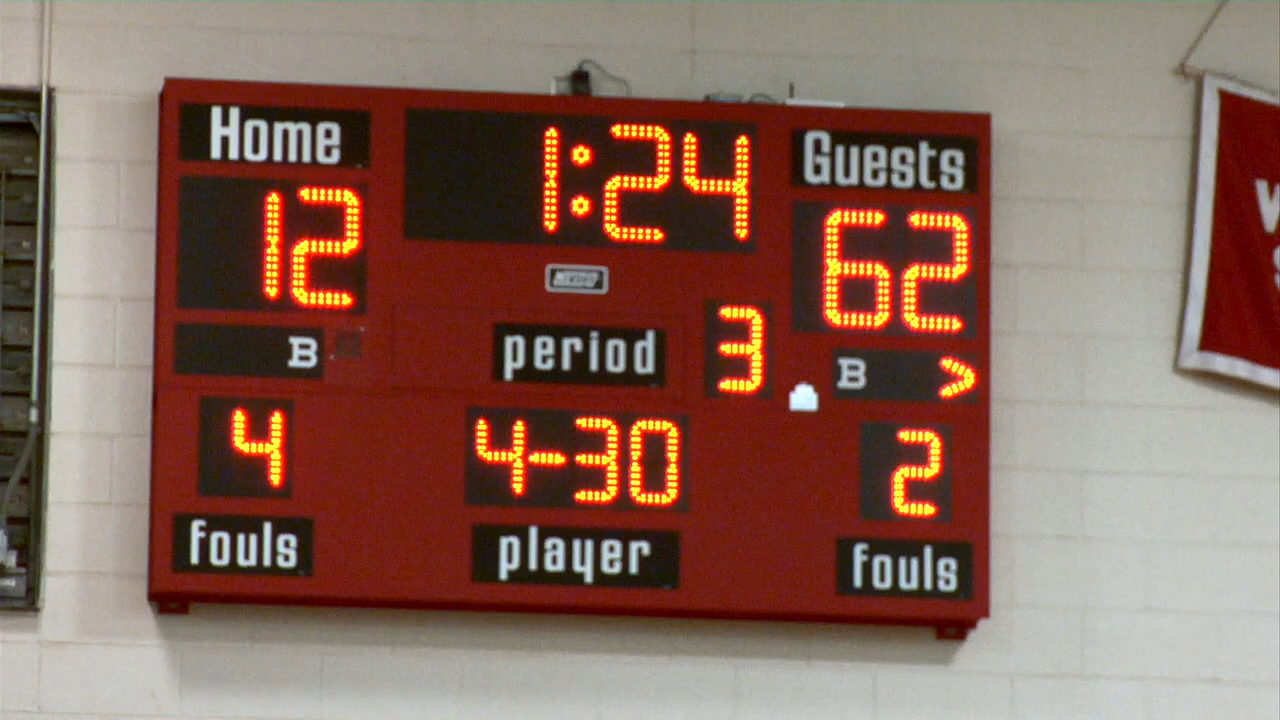 Home 1:24 Guests
12 62
B period 3 B >
4 4-30 2
fouls player fouls